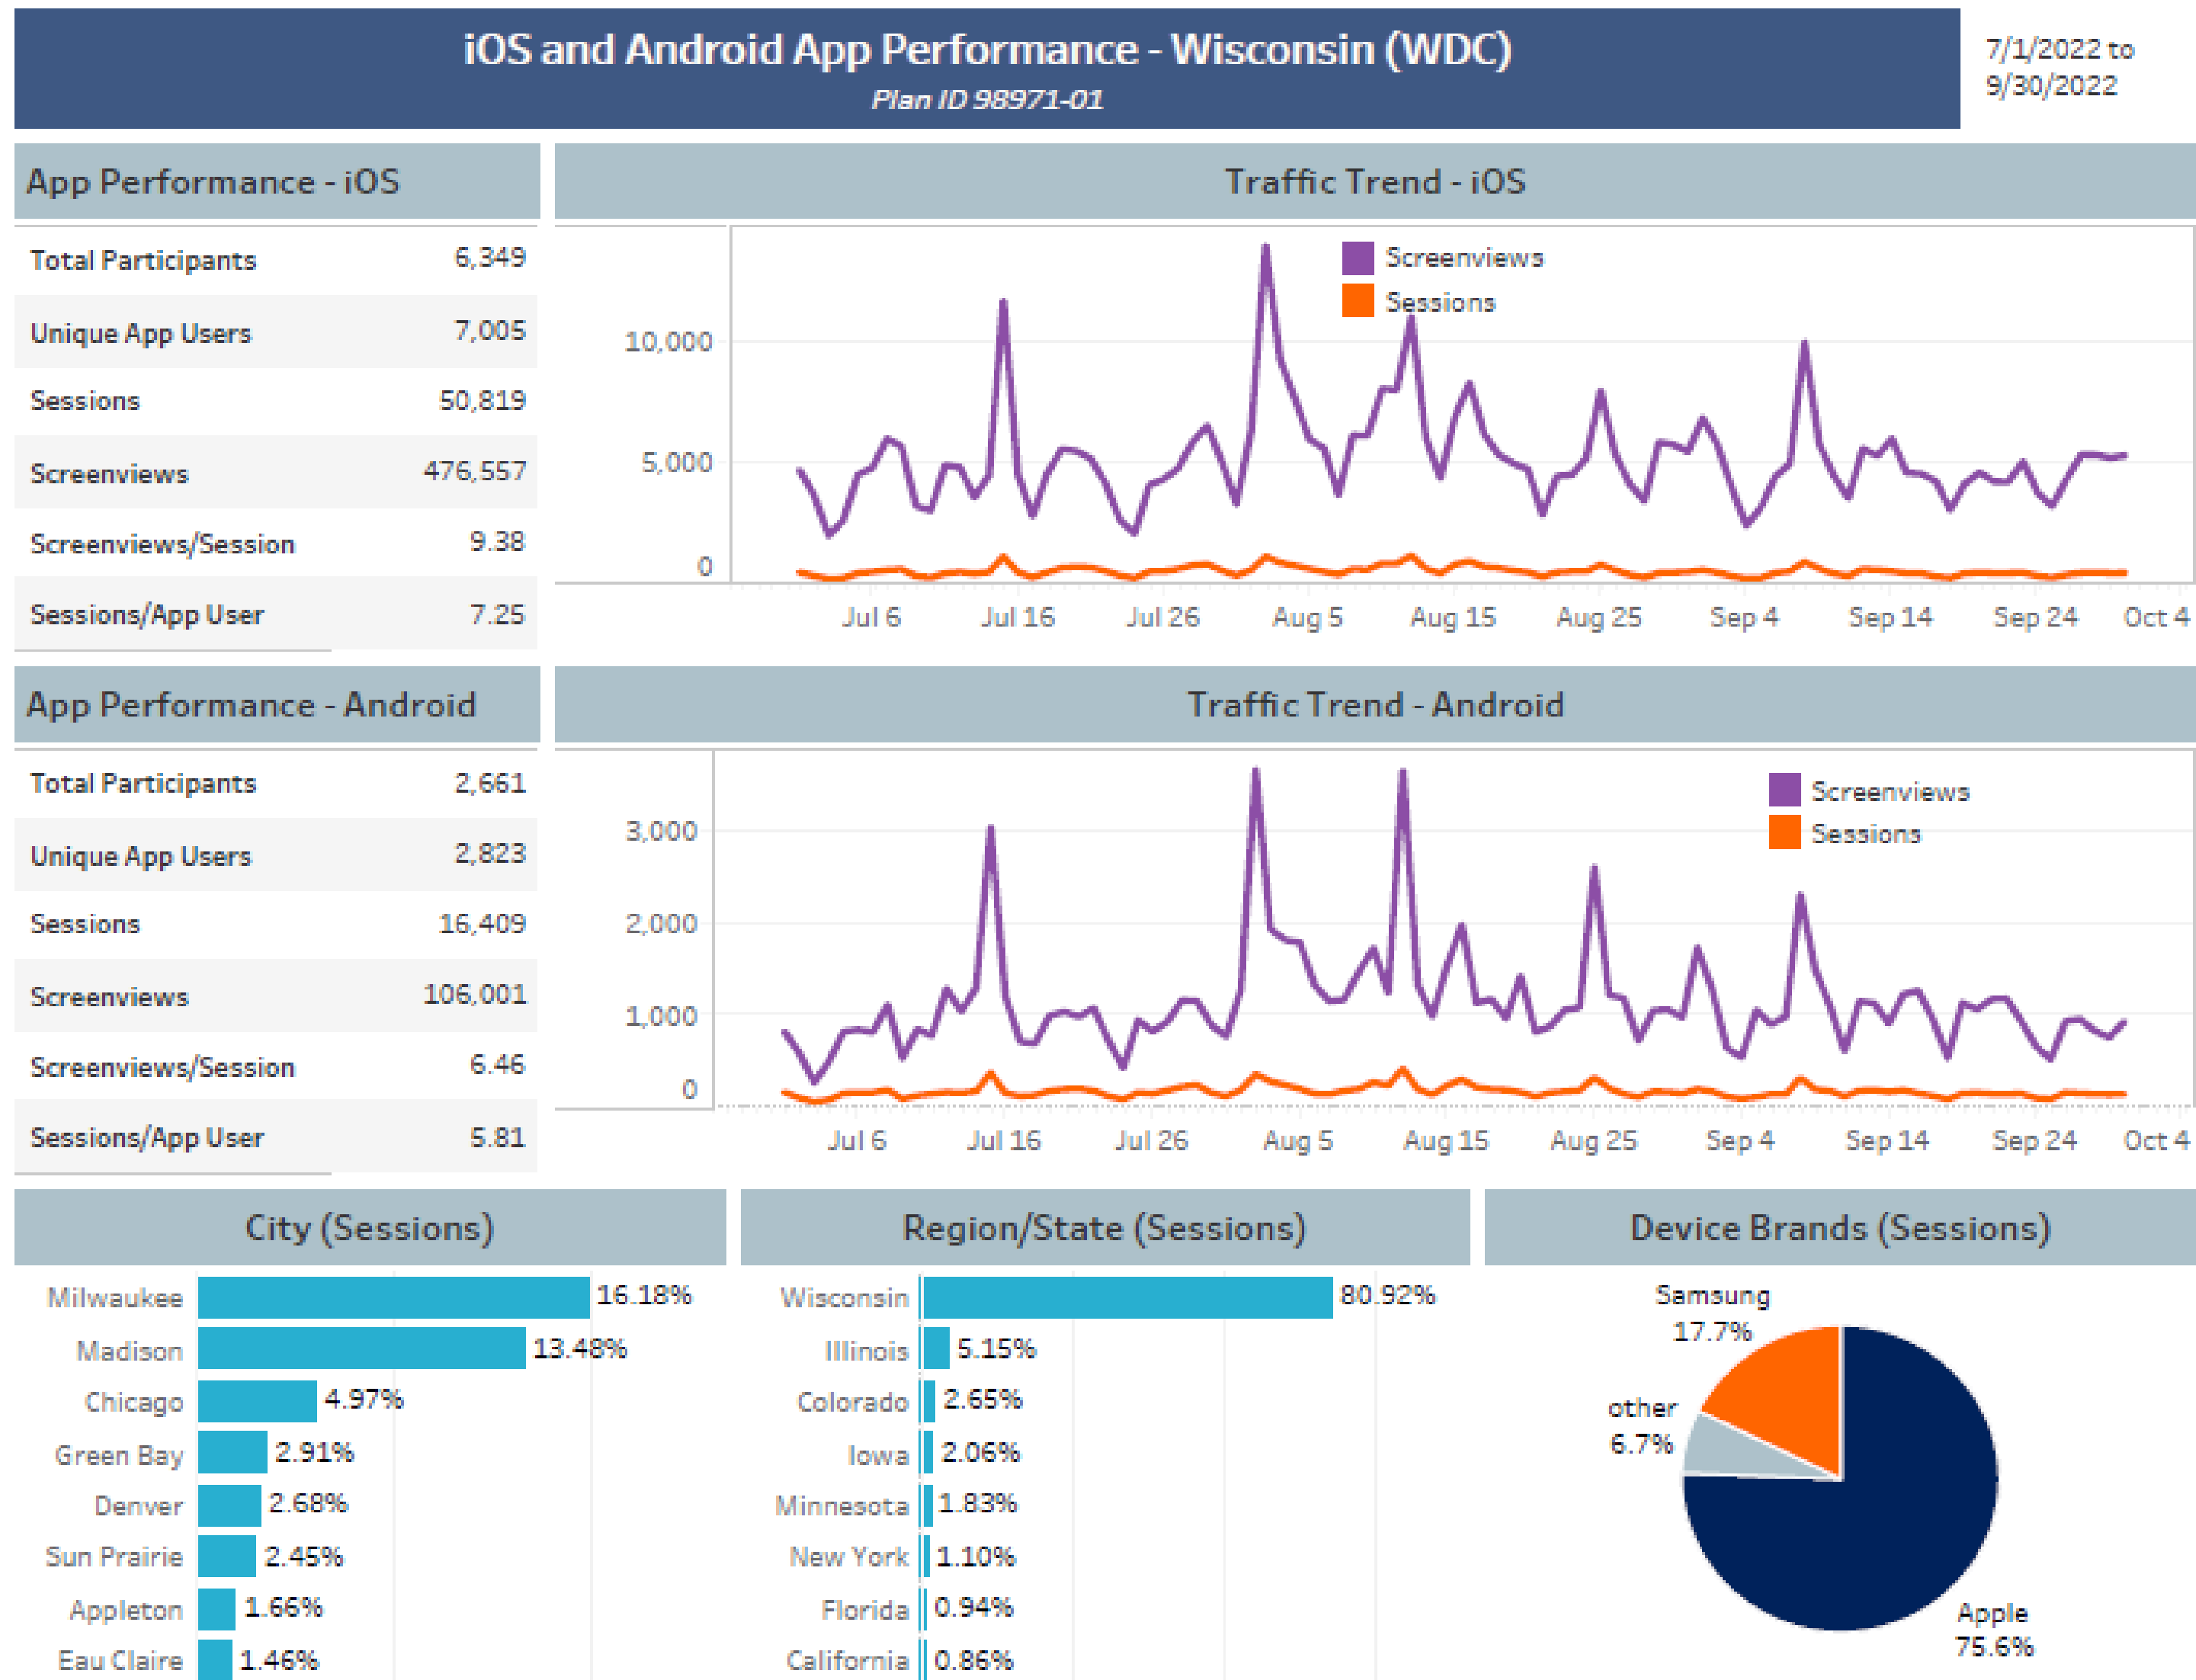 iOS and Android App Performance - Wisconsin (WDC)
Plan ID 98971-01
7/1/2022 to
9/30/2022
App Performance - iOS
Total Participants 6,349
Unique App Users 7,005
Sessions 50,819
Screenviews 476,557
Screenviews/Session 9.38
Sessions/App User 7.25
Traffic Trend - iOS
Screenviews
Sessions
10,000
5,000
0
Jul 6 Jul 16 Jul 26 Aug 5 Aug 15 Aug 25 Sep 4 Sep 14 Sep 24 Oct 4
App Performance - Android
Total Participants 2,661
Unique App Users 2,823
Sessions 16,409
Screenviews 106,001
Screenviews/Session 6.46
Sessions/App User 5.81
Traffic Trend - Android
Screenviews
Sessions
3,000
2,000
1,000
0
Jul 6 Jul 16 Jul 26 Aug 5 Aug 15 Aug 25 Sep 4 Sep 14 Sep 24 Oct 4
City (Sessions)
Milwaukee 16.18%
Madison 13.48%
Chicago 4.97%
Green Bay 2.91%
Denver 2.68%
Sun Prairie 2.45%
Appleton 1.66%
Eau Claire 1.46%
Region/State (Sessions)
Wisconsin 80.92%
Illinois 5.15%
Colorado 2.65%
Iowa 2.06%
Minnesota 1.83%
New York 1.10%
Florida 0.94%
California 0.86%
Device Brands (Sessions)
Samsung
17.7%
other
6.7%
Apple
75.6%